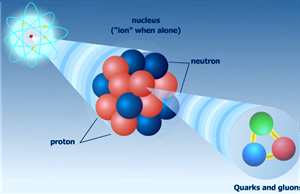 nucleus
("ion" when alone)
neutron
proton
Quarks and gluons